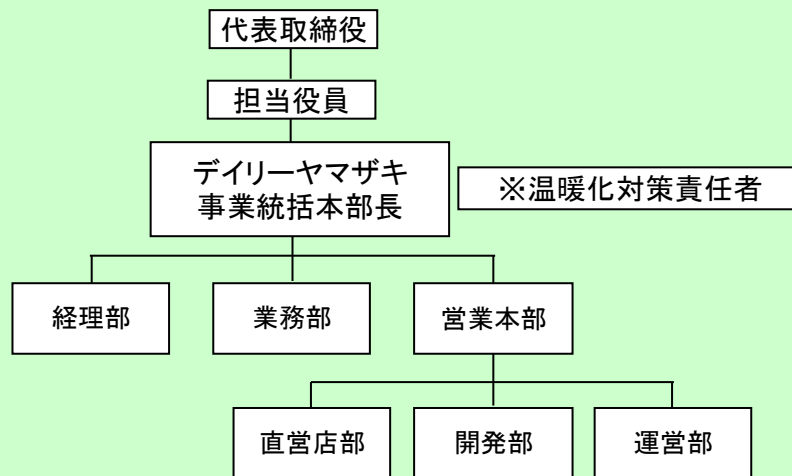 代表取締役
担当役員
デイリーヤマザキ
事業統括本部長
※温暖化対策責任者
経理部
業務部
営業本部
直営店部
開発部
運営部